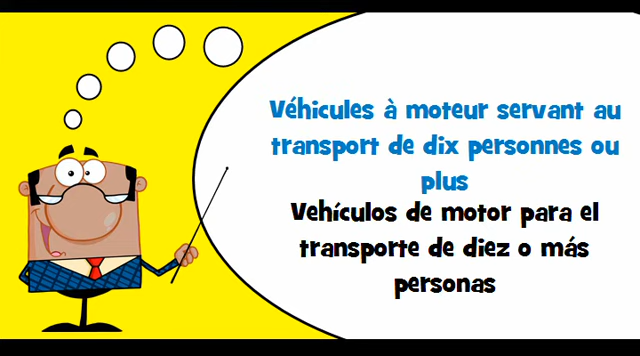 Véhicules à moteur servant au
transport de dix personnes ou
plus
Vehículos de motor para el
transporte de diez o más
personas